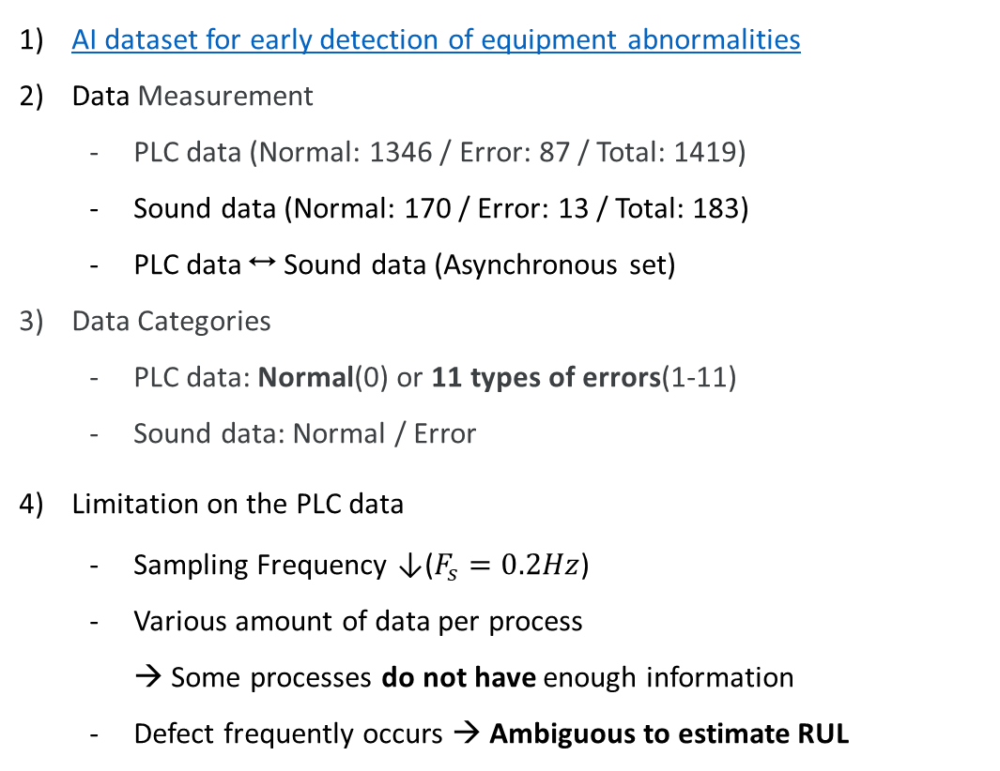 1) AI dataset for early detection of equipment abnormalities
2) Data Measurement
- PLC data (Normal: 1346 / Error: 87 / Total: 1419)
- Sound data (Normal: 170 / Error: 13 / Total: 183)
- PLC data ↔ Sound data (Asynchronous set)
3) Data Categories
- PLC data: Normal(0) or 11 types of errors(1-11)
- Sound data: Normal / Error
4) Limitation on the PLC data
- Sampling Frequency ↓(Fₛ = 0.2Hz)
- Various amount of data per process
→ Some processes do not have enough information
- Defect frequently occurs → Ambiguous to estimate RUL